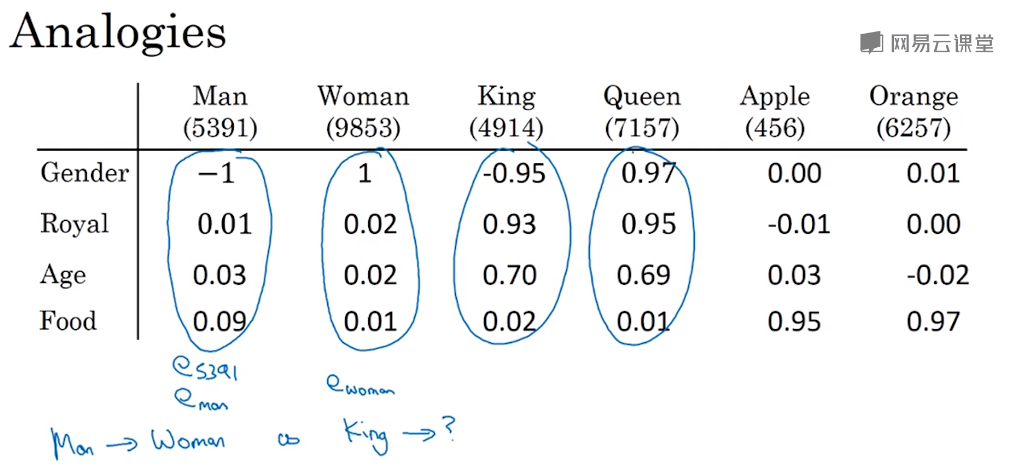 Analogies
网易云课堂
Man Woman King Queen Apple Orange
(5391) (9853) (4914) (7157) (456) (6257)
Gender −1 1 -0.95 0.97 0.00 0.01
Royal 0.01 0.02 0.93 0.95 -0.01 0.00
Age 0.03 0.02 0.70 0.69 0.03 -0.02
Food 0.09 0.01 0.02 0.01 0.95 0.97
e5391
eman ewoman
Man → Woman as King → ?